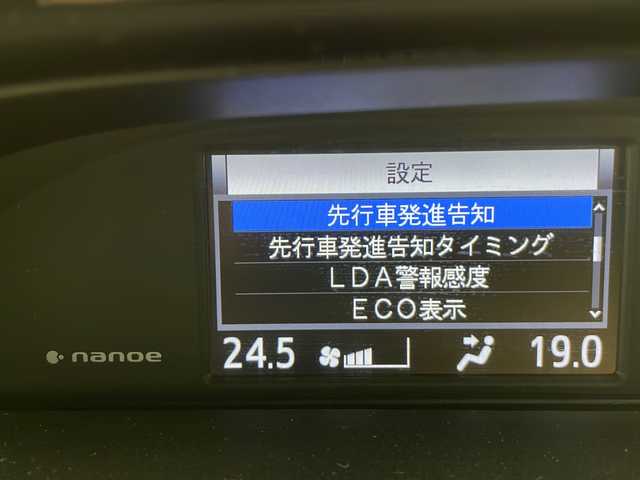 設定
先行車発進告知
先行車発進告知タイミング
LDA警報感度
ECO表示
24.5 19.0
nanoe